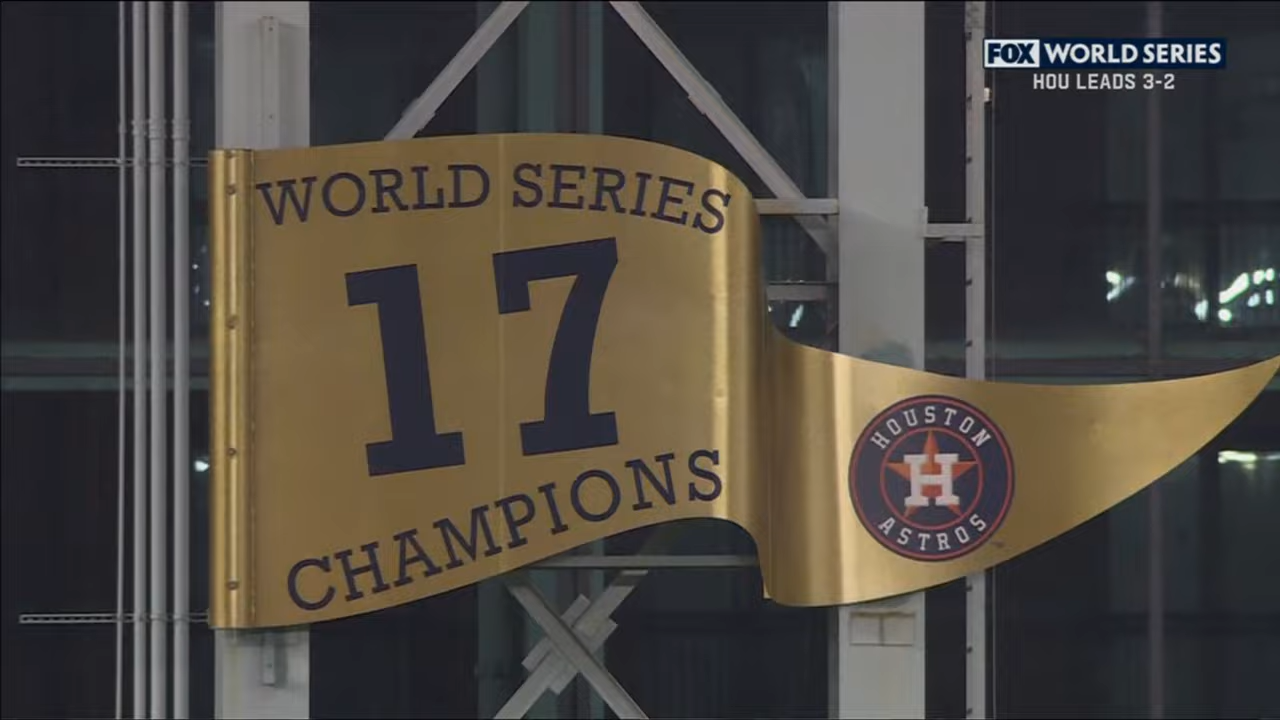 FOX WORLD SERIES
HOU LEADS 3-2
WORLD SERIES
17
CHAMPIONS
HOUSTON
H
ASTROS